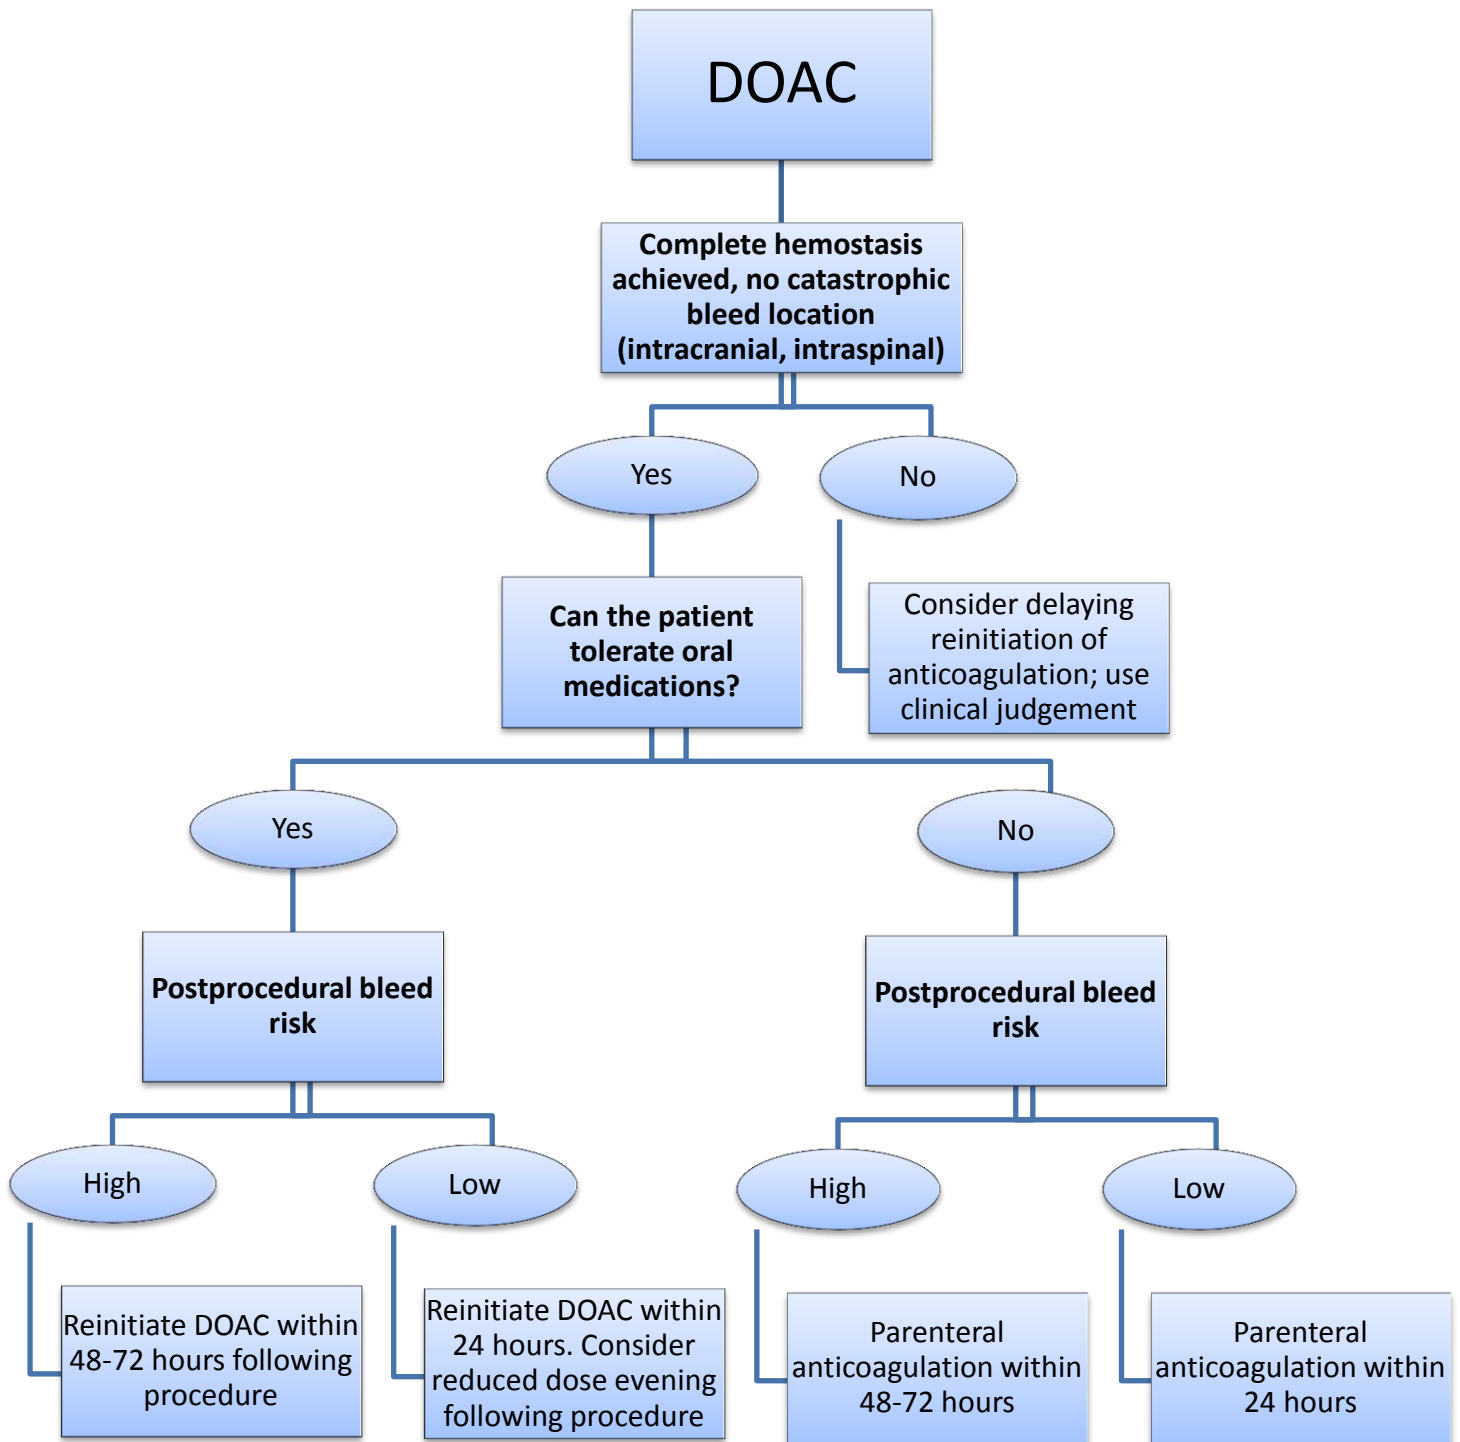 DOAC
Complete hemostasis
achieved, no catastrophic
bleed location
(intracranial, intraspinal)
Yes
No
Can the patient
tolerate oral
medications?
Consider delaying
reinitiation of
anticoagulation; use
clinical judgement
Yes
No
Postprocedural bleed
risk
Postprocedural bleed
risk
High
Low
High
Low
Reinitiate DOAC within
48-72 hours following
procedure
Reinitiate DOAC within
24 hours. Consider
reduced dose evening
following procedure
Parenteral
anticoagulation within
48-72 hours
Parenteral
anticoagulation within
24 hours